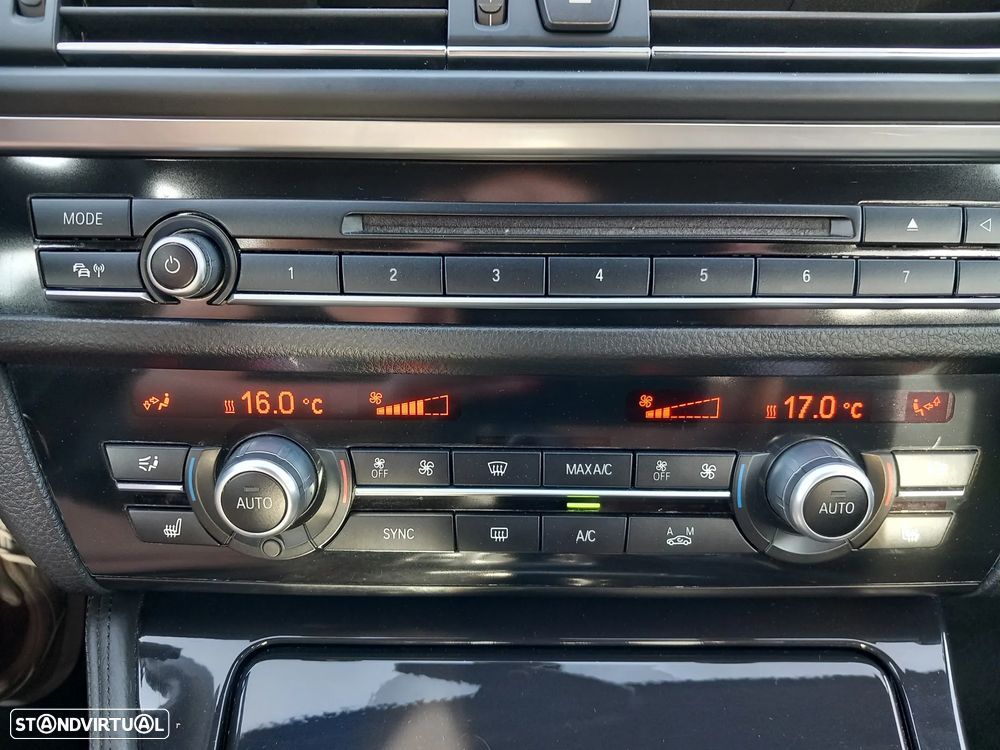 MODE
1 2 3 4 5 6 7
16.0 °C 17.0 °C
OFF MAX A/C OFF
AUTO AUTO
SYNC A/C A M
STANDVIRTUAL